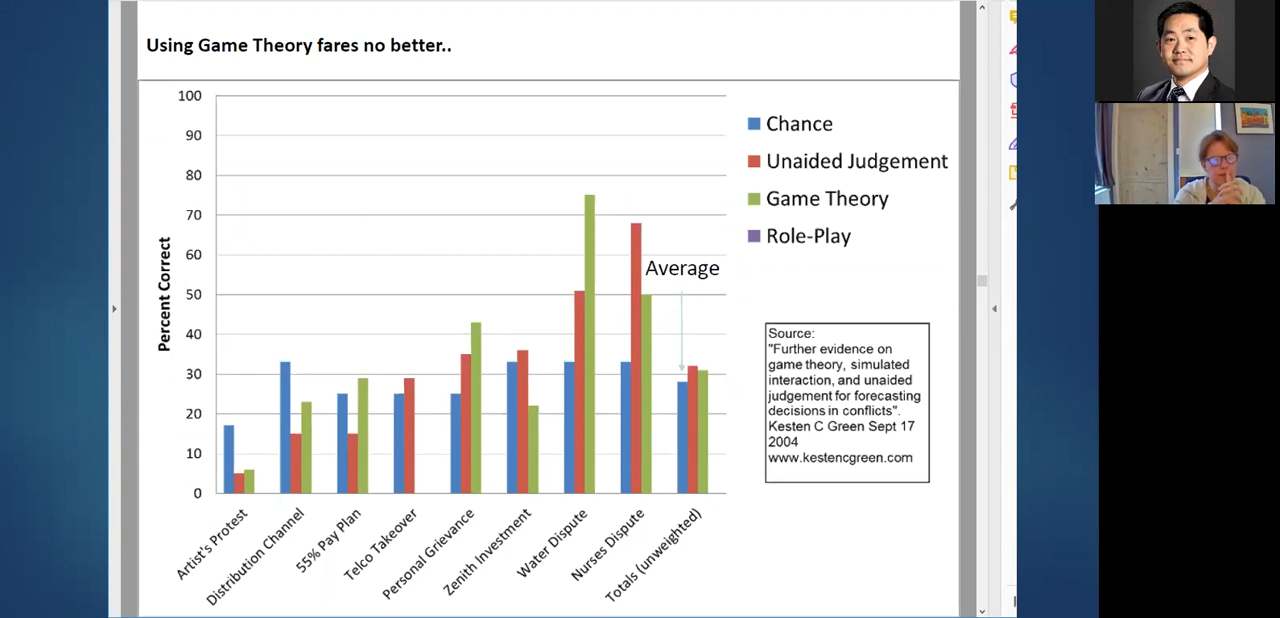 Using Game Theory fares no better..
100
90
80
70
60
50
40
30
20
10
0
Percent Correct
Artist's Protest
Distribution Channel
55% Pay Plan
Telco Takeover
Personal Grievance
Zenith Investment
Water Dispute
Nurses Dispute
Totals (unweighted)
Average
Chance
Unaided Judgement
Game Theory
Role-Play
Source:
"Further evidence on
game theory, simulated
interaction, and unaided
judgement for forecasting
decisions in conflicts".
Kesten C Green Sept 17
2004
www.kestencgreen.com